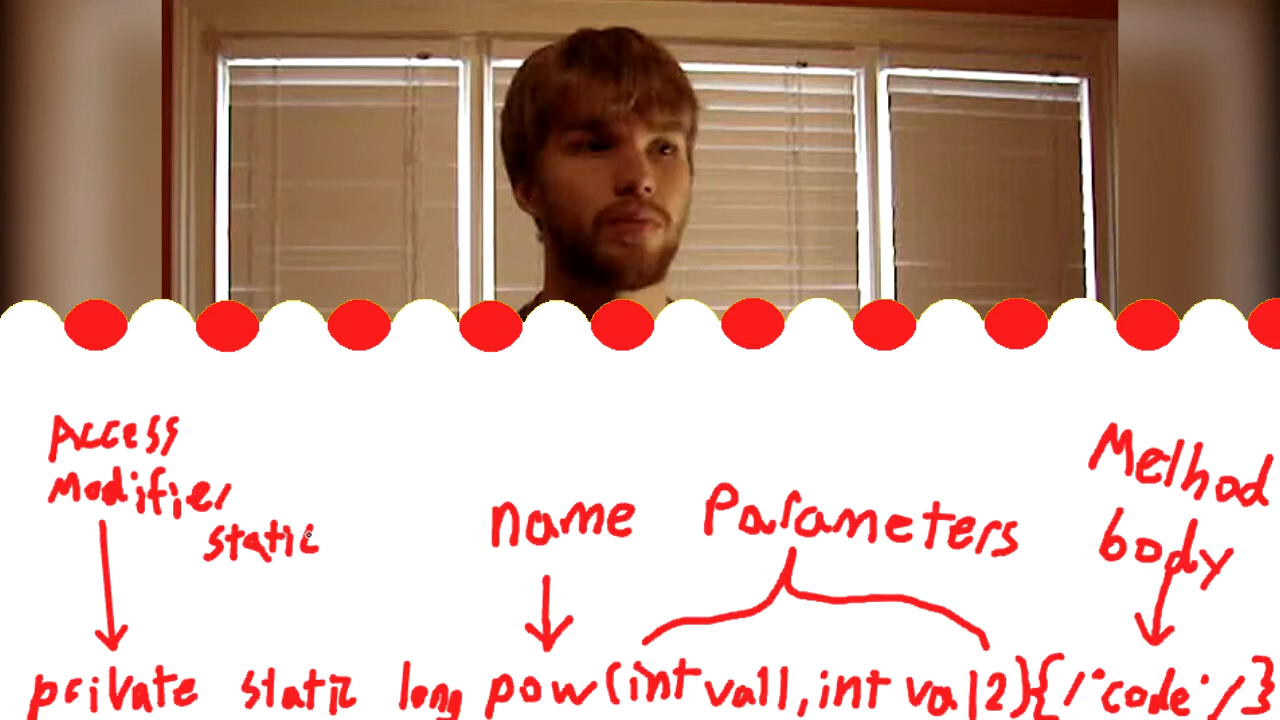 Access
Modifier
static
name
Parameters
Method
body
private static long pow(int val1,int val2){/*code*/}